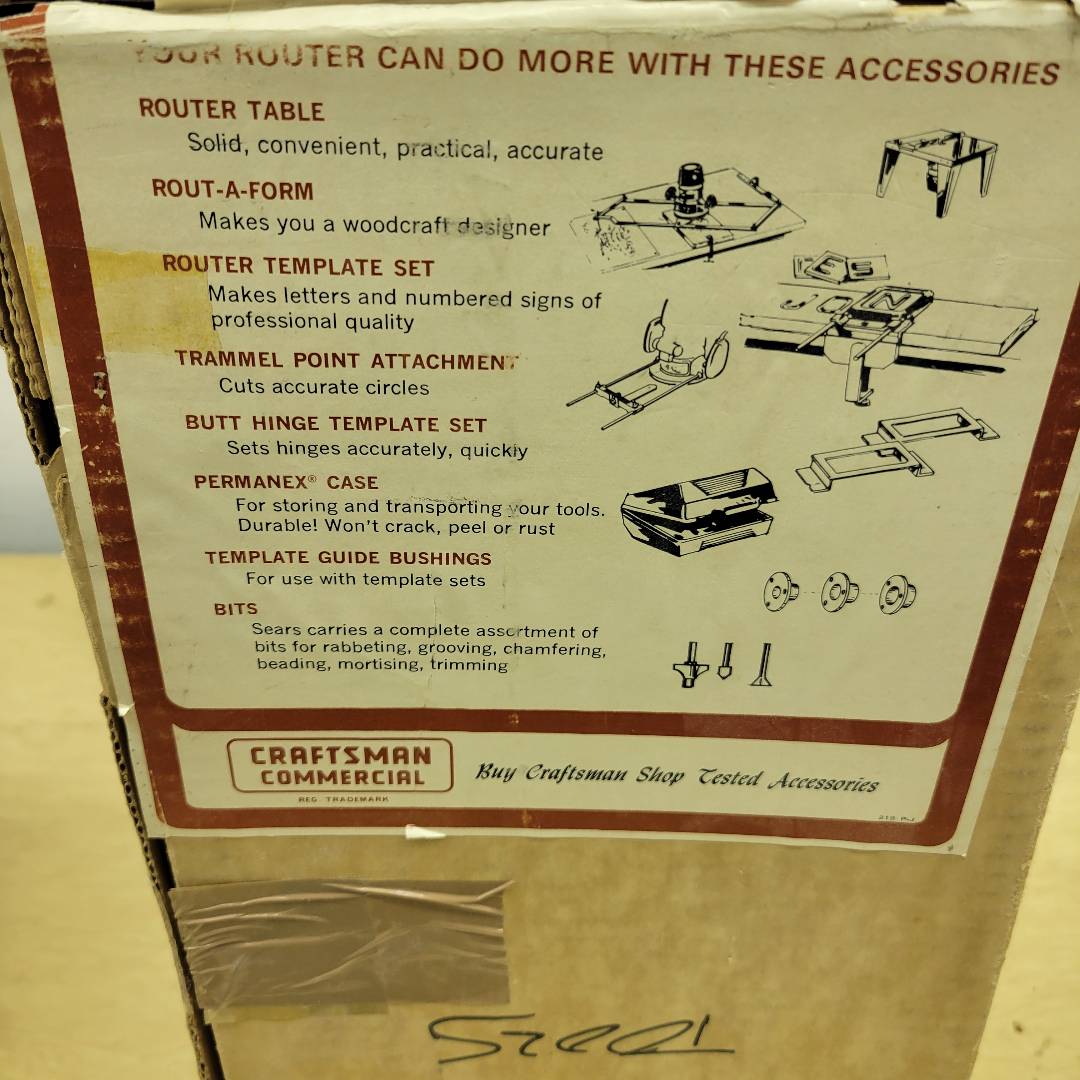 YOUR ROUTER CAN DO MORE WITH THESE ACCESSORIES
ROUTER TABLE
Solid, convenient, practical, accurate
ROUT-A-FORM
Makes you a woodcraft designer
ROUTER TEMPLATE SET
Makes letters and numbered signs of
professional quality
TRAMMEL POINT ATTACHMENT
Cuts accurate circles
BUTT HINGE TEMPLATE SET
Sets hinges accurately, quickly
PERMANEX® CASE
For storing and transporting your tools.
Durable! Won't crack, peel or rust
TEMPLATE GUIDE BUSHINGS
For use with template sets
BITS
Sears carries a complete assortment of
bits for rabbeting, grooving, chamfering,
beading, mortising, trimming
CRAFTSMAN
COMMERCIAL
REG. TRADEMARK
Buy Craftsman Shop Tested Accessories